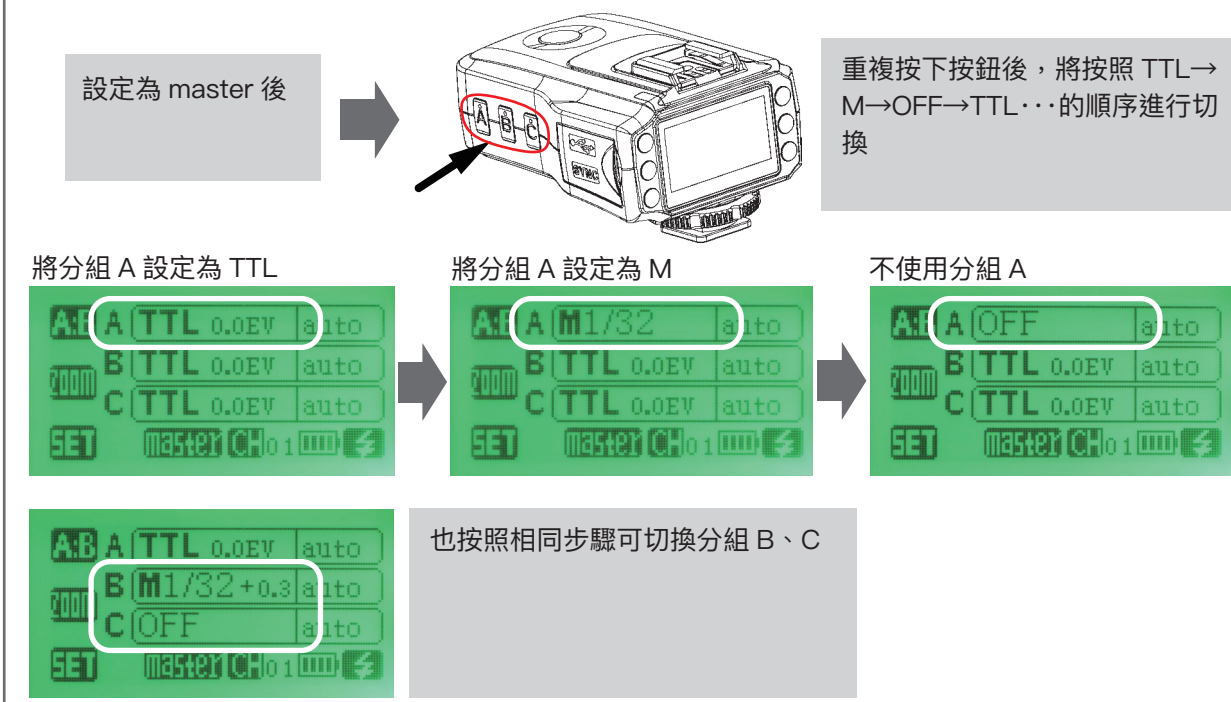 設定為 master 後
A B C
SYNC
重複按下按鈕後，將按照 TTL→
M→OFF→TTL･･･的順序進行切
換
將分組 A 設定為 TTL
A:B A TTL 0.0EV auto
zoom B TTL 0.0EV auto
C TTL 0.0EV auto
SET master CH 01
將分組 A 設定為 M
A:B A M1/32 auto
zoom B TTL 0.0EV auto
C TTL 0.0EV auto
SET master CH 01
不使用分組 A
A:B A OFF auto
zoom B TTL 0.0EV auto
C TTL 0.0EV auto
SET master CH 01
A:B A TTL 0.0EV auto
zoom B M1/32+0.3 auto
C OFF auto
SET master CH 01
也按照相同步驟可切換分組 B、C